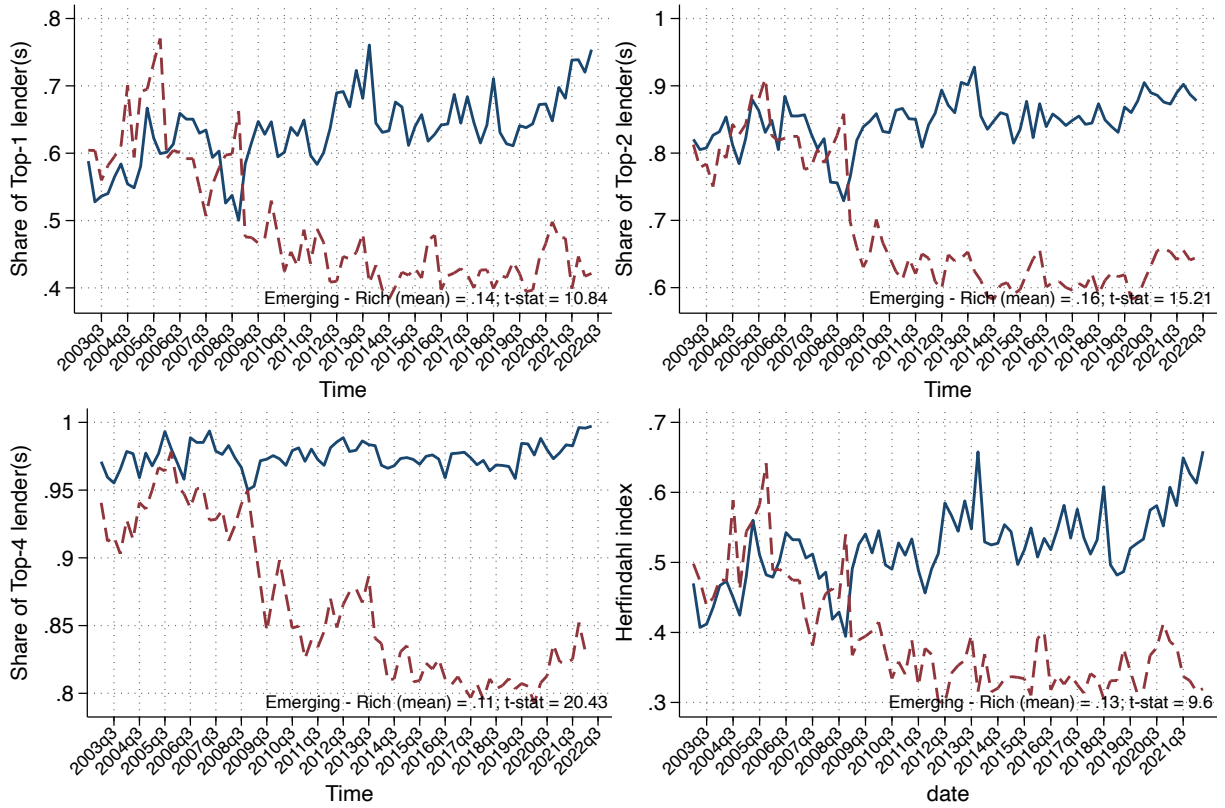 Share of Top-1 lender(s)
.8
.7
.6
.5
.4
Emerging - Rich (mean) = .14; t-stat = 10.84
2003q3
2004q3
2005q3
2006q3
2007q3
2008q3
2009q3
2010q3
2011q3
2012q3
2013q3
2014q3
2015q3
2016q3
2017q3
2018q3
2019q3
2020q3
2021q3
2022q3
Time
Share of Top-2 lender(s)
1
.9
.8
.7
.6
Emerging - Rich (mean) = .16; t-stat = 15.21
2003q3
2004q3
2005q3
2006q3
2007q3
2008q3
2009q3
2010q3
2011q3
2012q3
2013q3
2014q3
2015q3
2016q3
2017q3
2018q3
2019q3
2020q3
2021q3
2022q3
Time
Share of Top-4 lender(s)
1
.95
.9
.85
.8
Emerging - Rich (mean) = .11; t-stat = 20.43
2003q3
2004q3
2005q3
2006q3
2007q3
2008q3
2009q3
2010q3
2011q3
2012q3
2013q3
2014q3
2015q3
2016q3
2017q3
2018q3
2019q3
2020q3
2021q3
2022q3
Time
Herfindahl index
.7
.6
.5
.4
.3
Emerging - Rich (mean) = .13; t-stat = 9.6
2003q3
2004q3
2005q3
2006q3
2007q3
2008q3
2009q3
2010q3
2011q3
2012q3
2013q3
2014q3
2015q3
2016q3
2017q3
2018q3
2019q3
2020q3
2021q3
date